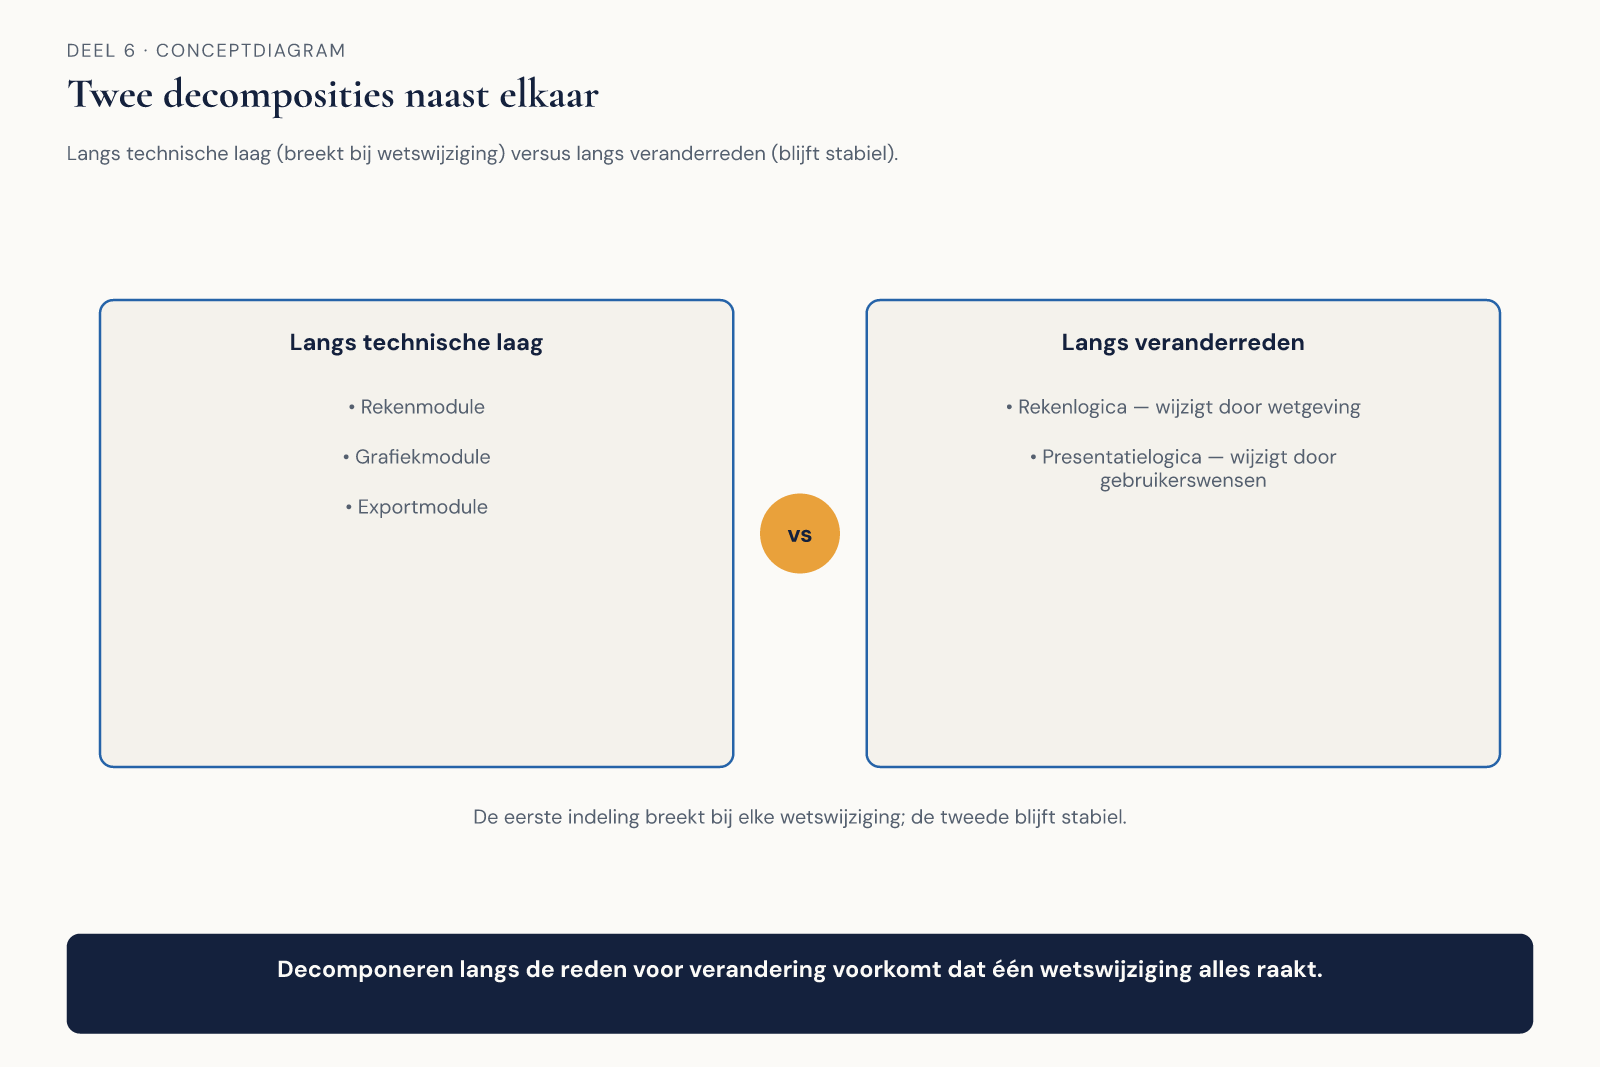 DEEL 6 · CONCEPTDIAGRAM
Twee decomposities naast elkaar
Langs technische laag (breekt bij wetswijziging) versus langs veranderreden (blijft stabiel).
Langs technische laag
• Rekenmodule
• Grafiekmodule
• Exportmodule
vs
Langs veranderreden
• Rekenlogica — wijzigt door wetgeving
• Presentatielogica — wijzigt door
gebruikerswensen
De eerste indeling breekt bij elke wetswijziging; de tweede blijft stabiel.
Decomponeren langs de reden voor verandering voorkomt dat één wetswijziging alles raakt.